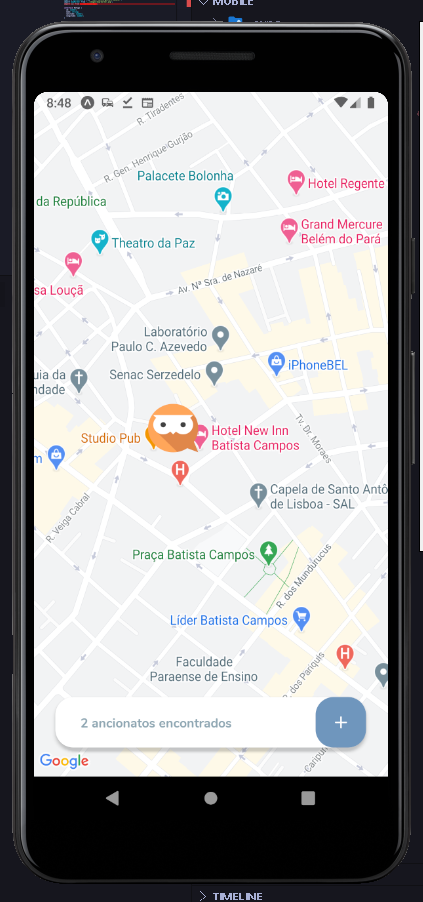 MOBILE
8:48
R. Tiradentes
R. Gen. Henrique Gurjão
Palacete Bolonha
Hotel Regente
da República
Grand Mercure
Belém do Pará
Theatro da Paz
sa Louçã
Av. Nª Sra. de Nazaré
Laboratório
Paulo C. Azevedo
iPhoneBEL
uia da
ndade
Senac Serzedelo
Tv. Dr. Moraes
Studio Pub
Hotel New Inn
Batista Campos
m
H
Capela de Santo Antô
de Lisboa - SAL
R. Veiga Cabral
Praça Batista Campos
R. dos Mundurucus
Líder Batista Campos
H
Faculdade
Paraense de Ensino
R. dos Pariquis
2 ancionatos encontrados
+
Google
TIMELINE